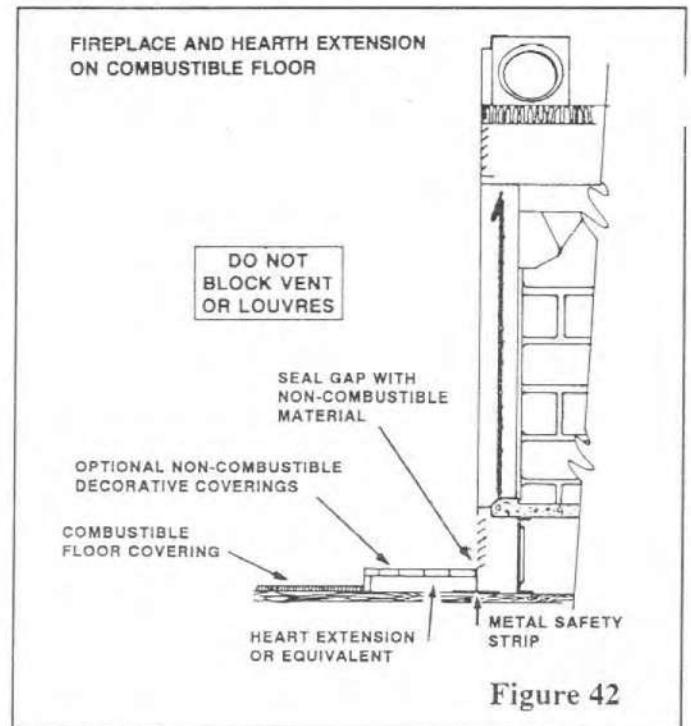 FIREPLACE AND HEARTH EXTENSION
ON COMBUSTIBLE FLOOR
DO NOT
BLOCK VENT
OR LOUVRES
SEAL GAP WITH
NON-COMBUSTIBLE
MATERIAL
OPTIONAL NON-COMBUSTIBLE
DECORATIVE COVERINGS
COMBUSTIBLE
FLOOR COVERING
HEART EXTENSION
OR EQUIVALENT
METAL SAFETY
STRIP
Figure 42